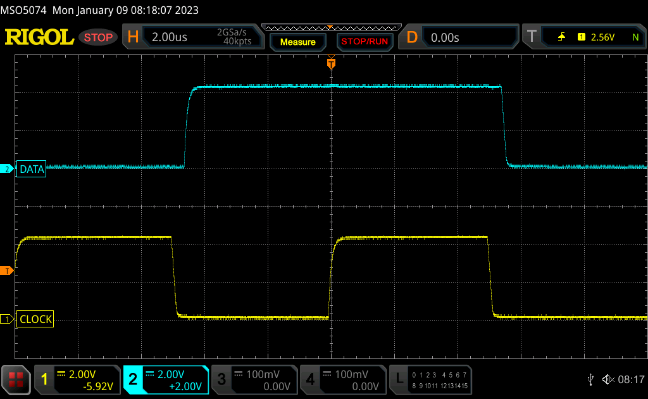 MSO5074 Mon January 09 08:18:07 2023
RIGOL STOP H 2.00us 2GSa/s 40kpts Measure STOP/RUN D 0.00s T 1 2.56V N
T
2 DATA
T
1 CLOCK
1 2.00V -5.92V 2 2.00V +2.00V 3 100mV 0.00V 4 100mV 0.00V L 0 1 2 3 4 5 6 7 8 9 10 11 12 13 14 15 08:17